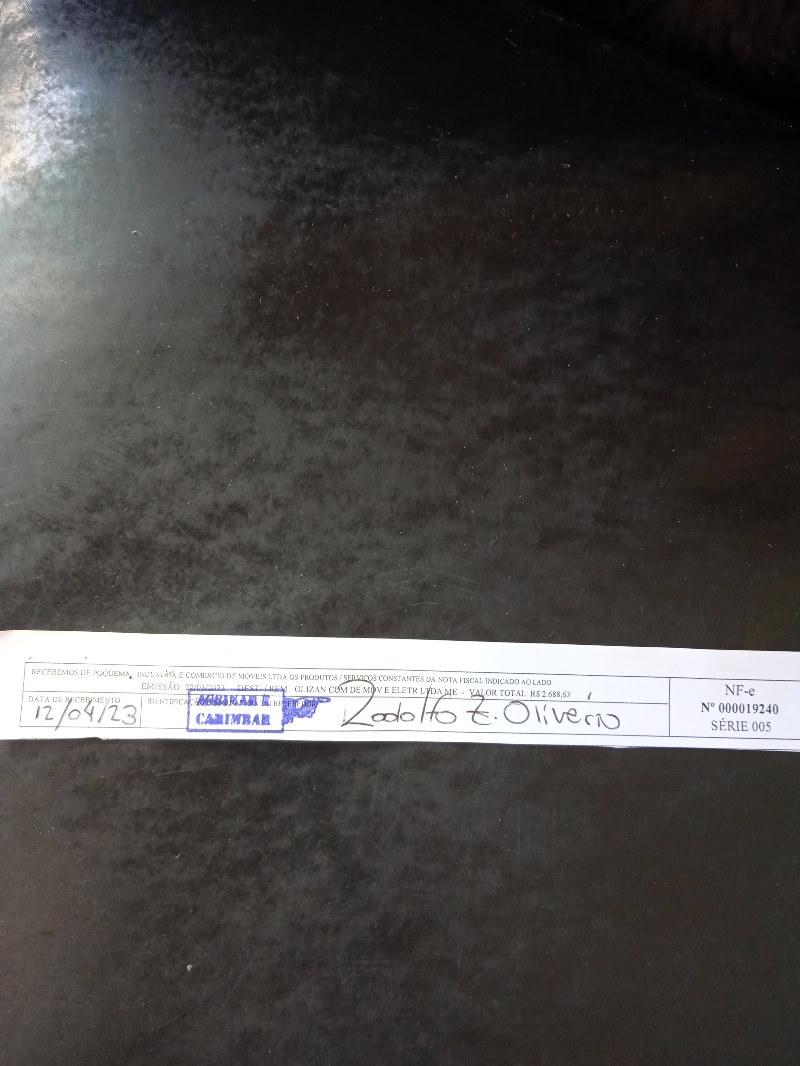 RECEBEMOS DE POQUEMA INDUSTRIA E COMERCIO DE MOVEIS LTDA OS PRODUTOS / SERVIÇOS CONSTANTES DA NOTA FISCAL INDICADO AO LADO
EMISSÃO DEST. / REM. OLIZAN COM DE MOV E ELETR LTDA ME - VALOR TOTAL: R$ 2.688,63
DATA DE RECEBIMENTO
12/04/23
CARIMBAR
Rodolfo Z. Oliverio
NF-e
Nº 000019240
SÉRIE 005